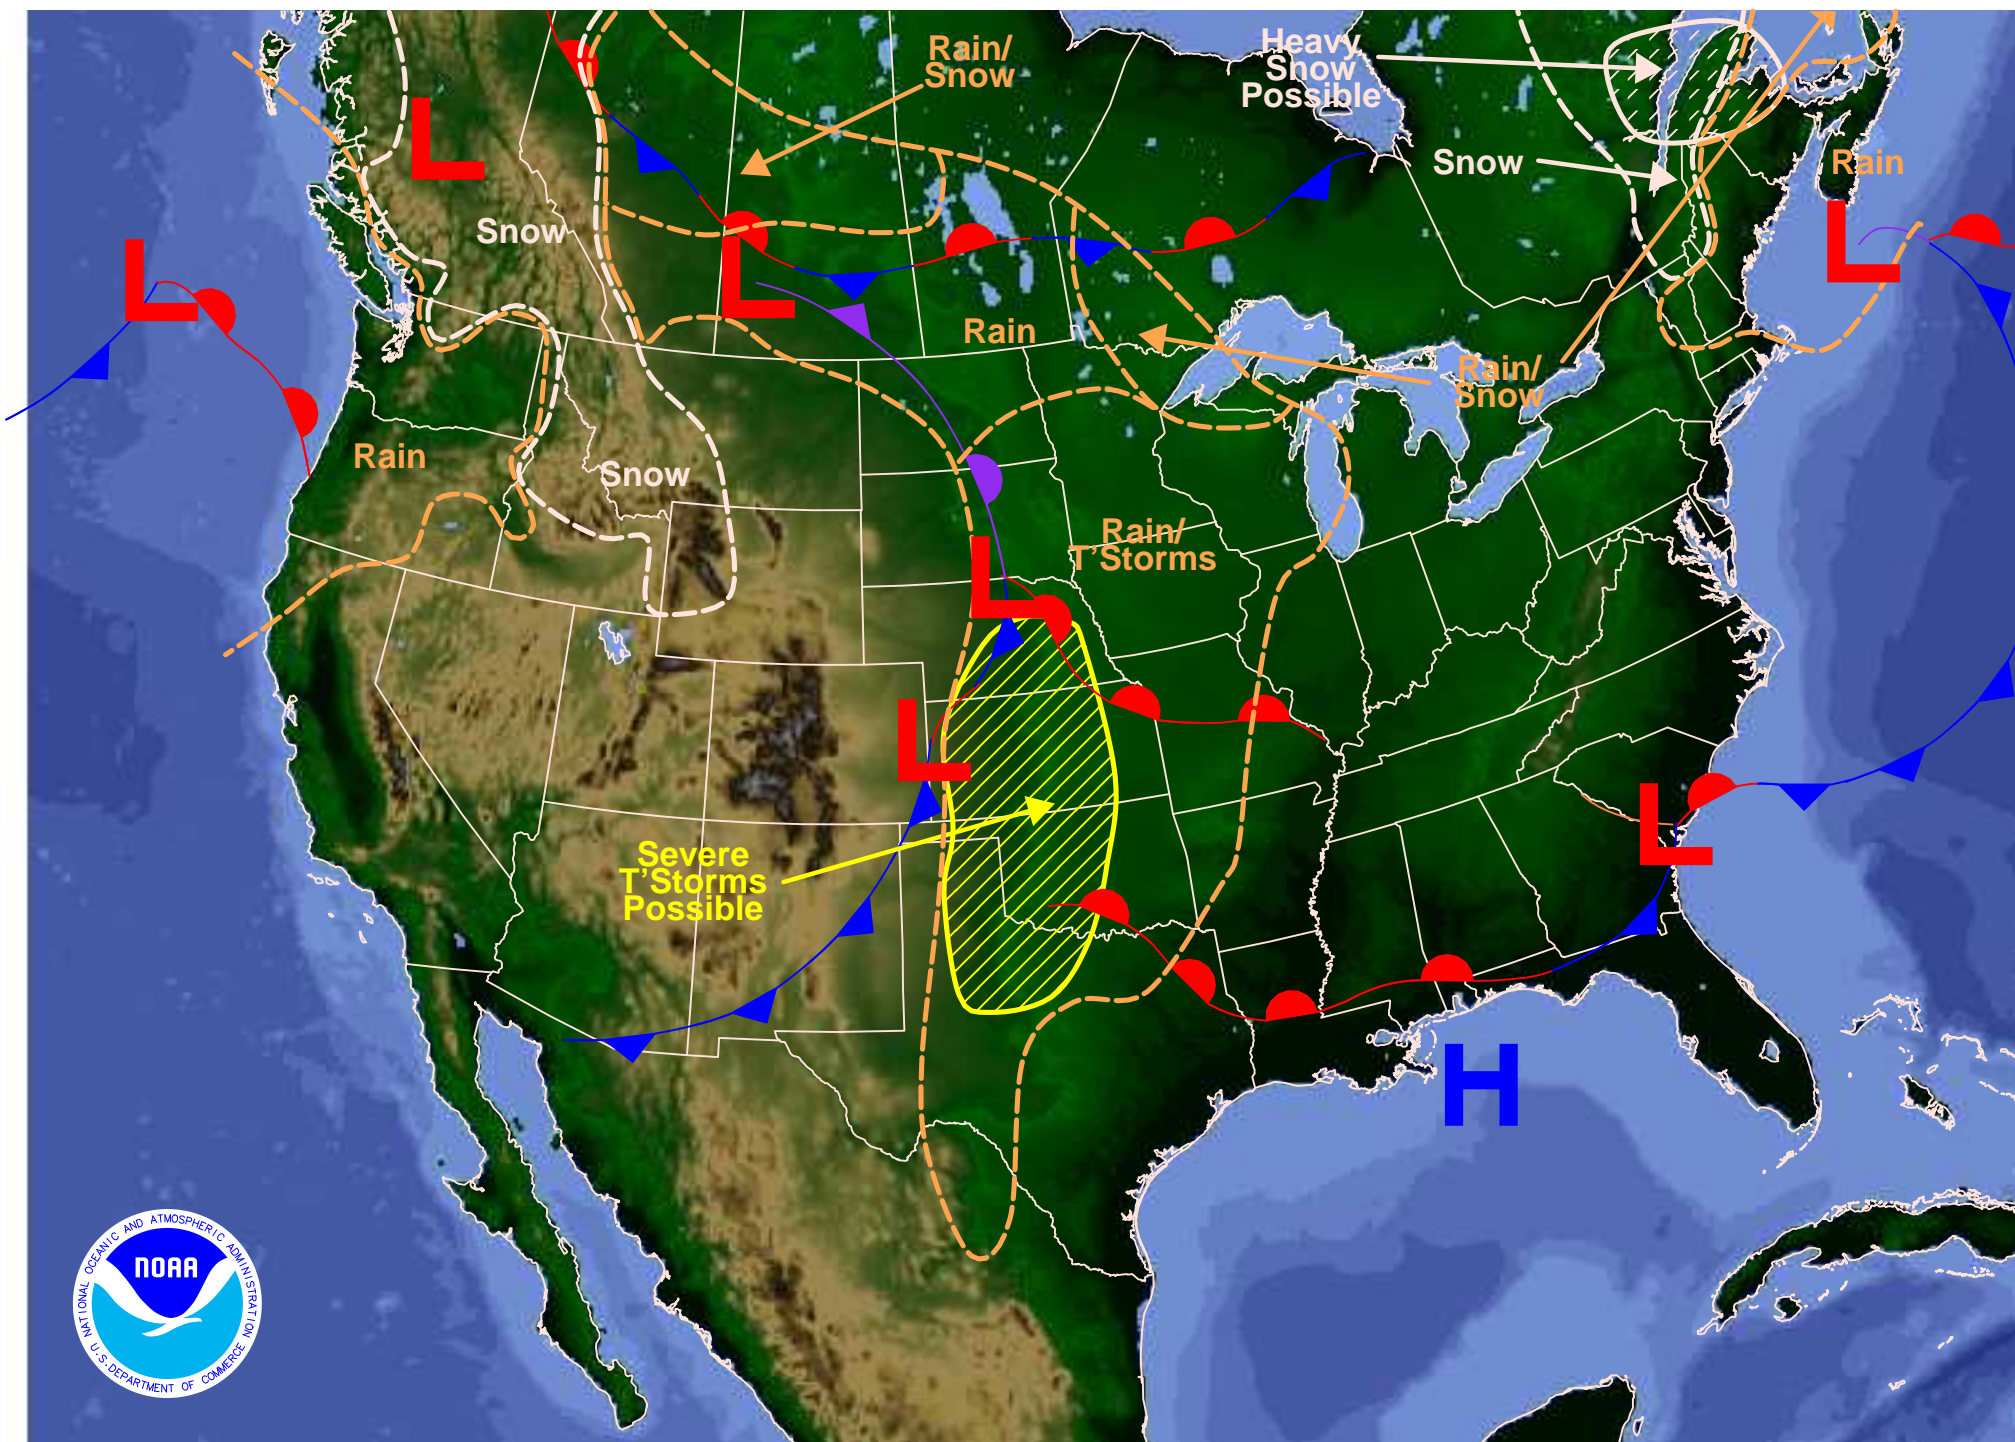 Rain/
Snow
Heavy
Snow
Possible
Snow
Rain
L
Snow
L
L
L
Rain
Rain/
Snow
Rain
Snow
Rain/
T'Storms
L
L
L
Severe
T'Storms
Possible
H
NATIONAL OCEANIC AND ATMOSPHERIC ADMINISTRATION
NOAA
U.S. DEPARTMENT OF COMMERCE